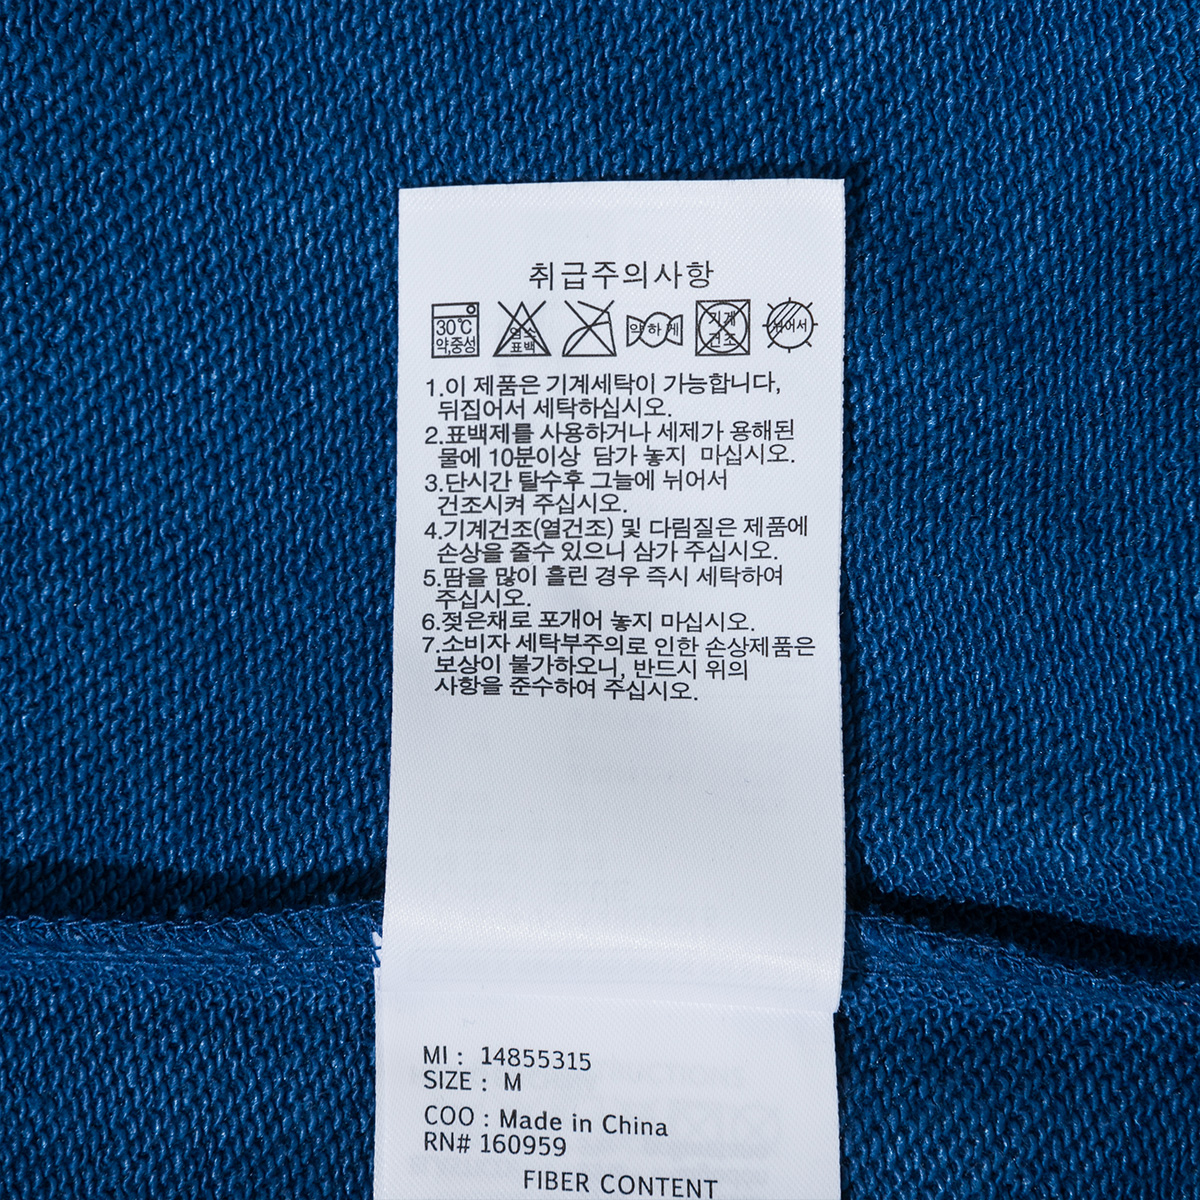 취급주의사항
30℃
약,중성
염소
표백
약하게
기계
건조
뉘어서
1.이 제품은 기계세탁이 가능합니다,
뒤집어서 세탁하십시오.
2.표백제를 사용하거나 세제가 용해된
물에 10분이상 담가 놓지 마십시오.
3.단시간 탈수후 그늘에 뉘어서
건조시켜 주십시오.
4.기계건조(열건조) 및 다림질은 제품에
손상을 줄수 있으니 삼가 주십시오.
5.땀을 많이 흘린 경우 즉시 세탁하여
주십시오.
6.젖은채로 포개어 놓지 마십시오.
7.소비자 세탁부주의로 인한 손상제품은
보상이 불가하오니, 반드시 위의
사항을 준수하여 주십시오.
MI : 14855315
SIZE : M
COO : Made in China
RN# 160959
FIBER CONTENT